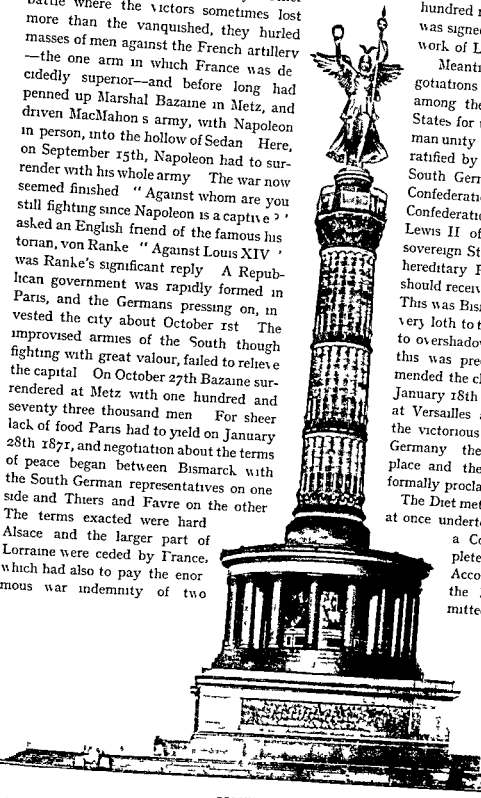 battle where the victors sometimes lost
more than the vanquished, they hurled
masses of men against the French artillery
—the one arm in which France was de
cidedly superior—and before long had
penned up Marshal Bazaine in Metz, and
driven MacMahon s army, with Napoleon
in person, into the hollow of Sedan Here,
on September 15th, Napoleon had to sur-
render with his whole army The war now
seemed finished " Against whom are you
still fighting since Napoleon is a captive ? '
asked an English friend of the famous his
torian, von Ranke " Against Louis XIV '
was Ranke's significant reply A Repub-
lican government was rapidly formed in
Paris, and the Germans pressing on, in
vested the city about October 1st The
improvised armies of the South though
fighting with great valour, failed to relieve
the capital On October 27th Bazaine sur-
rendered at Metz with one hundred and
seventy three thousand men For sheer
lack of food Paris had to yield on January
28th 1871, and negotiation about the terms
of peace began between Bismarck with
the South German representatives on one
side and Thiers and Favre on the other
The terms exacted were hard
Alsace and the larger part of
Lorraine were ceded by France,
which had also to pay the enor
mous war indemnity of two
hundred
was signed
work of L
Meant
gotiations
among the
States for
man unity
ratified by
South Ger
Confederati
Confederati
Lewis II of
sovereign St
hereditary P
should receiv
This was Bis
very loth to t
to overshado
this was pre
mended the c
January 18th
at Versailles
the victorious
Germany the
place and the
formally procla
The Diet met
at once undert
a Co
plete
Acco
the
mitte